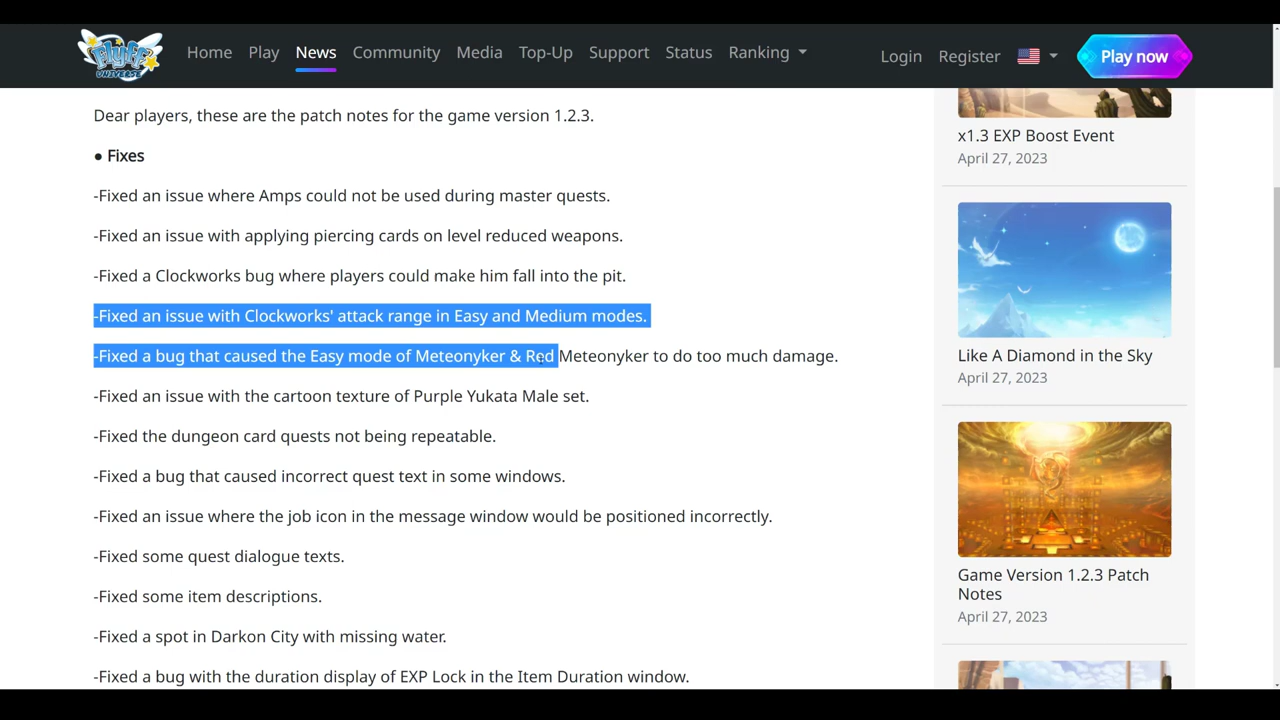 Flyff
UNIVERSE
Home Play News Community Media Top-Up Support Status Ranking
Login Register Play now
Dear players, these are the patch notes for the game version 1.2.3.
● Fixes
-Fixed an issue where Amps could not be used during master quests.
-Fixed an issue with applying piercing cards on level reduced weapons.
-Fixed a Clockworks bug where players could make him fall into the pit.
-Fixed an issue with Clockworks' attack range in Easy and Medium modes.
-Fixed a bug that caused the Easy mode of Meteonyker & Red Meteonyker to do too much damage.
-Fixed an issue with the cartoon texture of Purple Yukata Male set.
-Fixed the dungeon card quests not being repeatable.
-Fixed a bug that caused incorrect quest text in some windows.
-Fixed an issue where the job icon in the message window would be positioned incorrectly.
-Fixed some quest dialogue texts.
-Fixed some item descriptions.
-Fixed a spot in Darkon City with missing water.
-Fixed a bug with the duration display of EXP Lock in the Item Duration window.
x1.3 EXP Boost Event
April 27, 2023
Like A Diamond in the Sky
April 27, 2023
Game Version 1.2.3 Patch
Notes
April 27, 2023